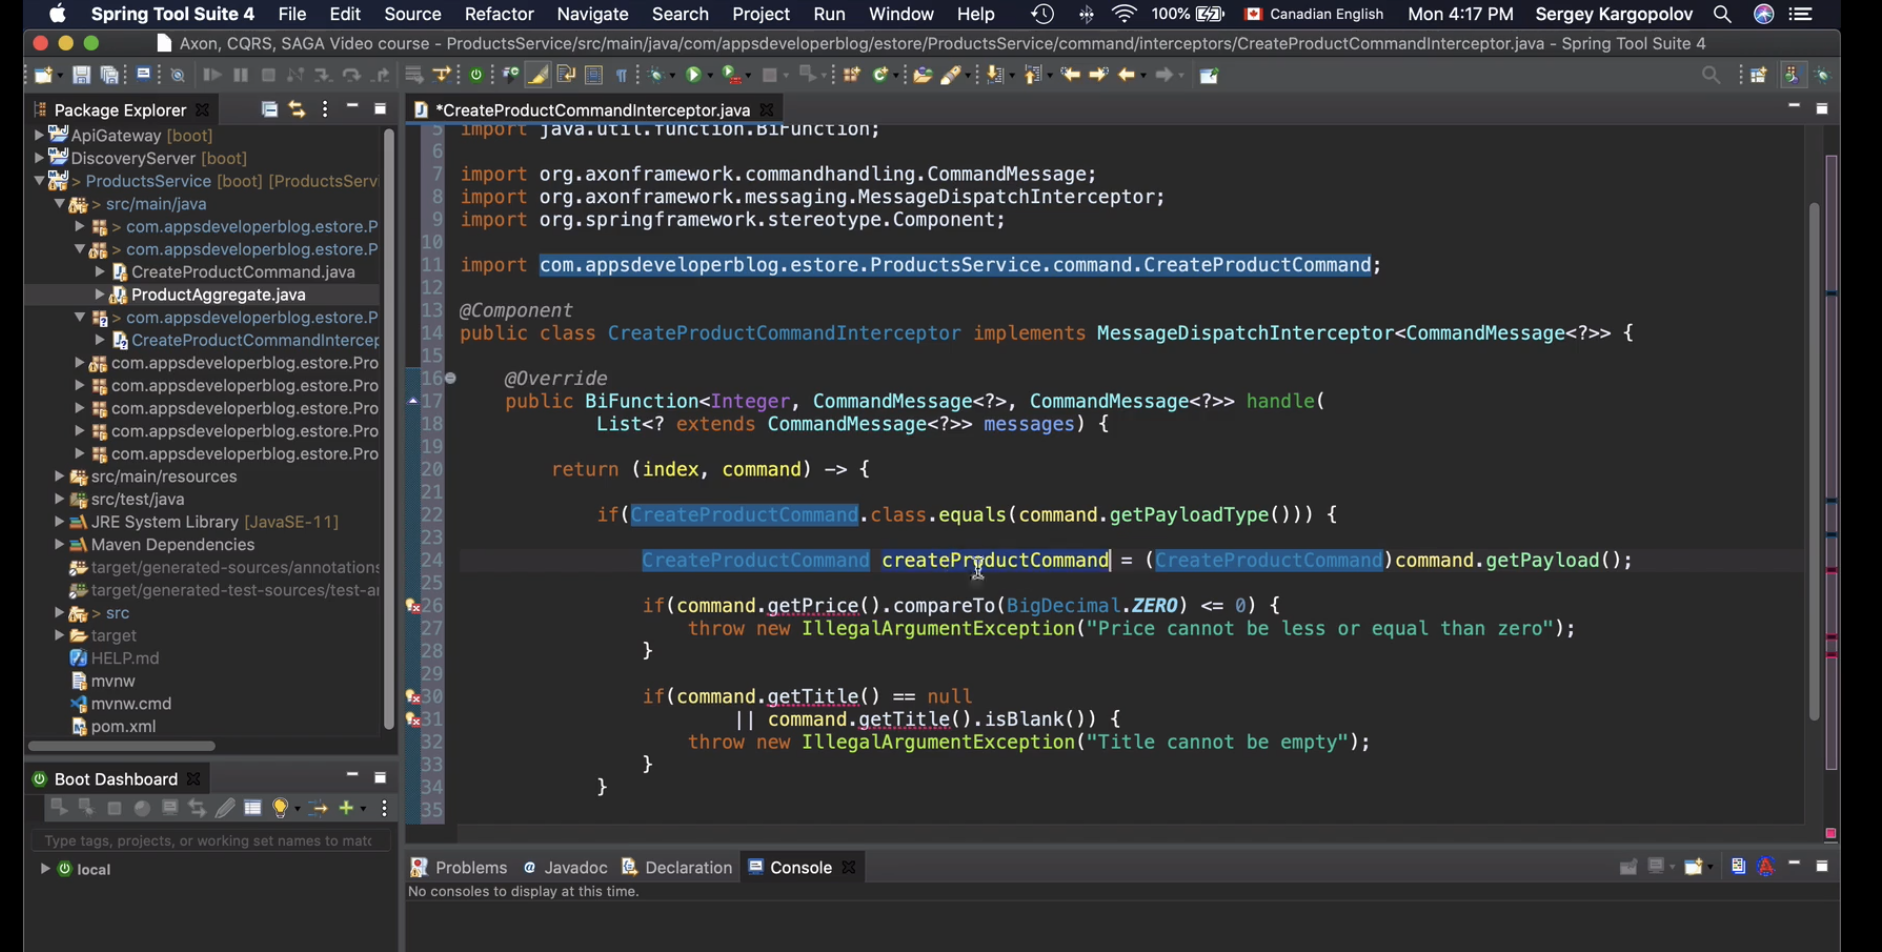 Spring Tool Suite 4 File Edit Source Refactor Navigate Search Project Run Window Help 100% Canadian English Mon 4:17 PM Sergey Kargopolov
Axon, CQRS, SAGA Video course - ProductsService/src/main/java/com/appsdeveloperblog/estore/ProductsService/command/interceptors/CreateProductCommandInterceptor.java - Spring Tool Suite 4
Package Explorer
ApiGateway [boot]
DiscoveryServer [boot]
> ProductsService [boot] [ProductsServ
> src/main/java
> com.appsdeveloperblog.estore.P
> com.appsdeveloperblog.estore.P
CreateProductCommand.java
ProductAggregate.java
> com.appsdeveloperblog.estore.P
CreateProductCommandIntercep
com.appsdeveloperblog.estore.Pro
com.appsdeveloperblog.estore.Pro
com.appsdeveloperblog.estore.Pro
com.appsdeveloperblog.estore.Pro
com.appsdeveloperblog.estore.Pro
src/main/resources
src/test/java
JRE System Library [JavaSE-11]
Maven Dependencies
target/generated-sources/annotations
target/generated-test-sources/test-a
> src
target
HELP.md
mvnw
mvnw.cmd
pom.xml
Boot Dashboard
Type tags, projects, or working set names to matc
local
*CreateProductCommandInterceptor.java
5 import java.util.function.BiFunction;
6
7 import org.axonframework.commandhandling.CommandMessage;
8 import org.axonframework.messaging.MessageDispatchInterceptor;
9 import org.springframework.stereotype.Component;
10
11 import com.appsdeveloperblog.estore.ProductsService.command.CreateProductCommand;
12
13 @Component
14 public class CreateProductCommandInterceptor implements MessageDispatchInterceptor<CommandMessage<?>> {
15
16 @Override
17 public BiFunction<Integer, CommandMessage<?>, CommandMessage<?>> handle(
18 List<? extends CommandMessage<?>> messages) {
19
20 return (index, command) -> {
21
22 if(CreateProductCommand.class.equals(command.getPayloadType())) {
23
24 CreateProductCommand createProductCommand = (CreateProductCommand)command.getPayload();
25
26 if(command.getPrice().compareTo(BigDecimal.ZERO) <= 0) {
27 throw new IllegalArgumentException("Price cannot be less or equal than zero");
28 }
29
30 if(command.getTitle() == null
31 || command.getTitle().isBlank()) {
32 throw new IllegalArgumentException("Title cannot be empty");
33 }
34 }
35
Problems Javadoc Declaration Console
No consoles to display at this time.